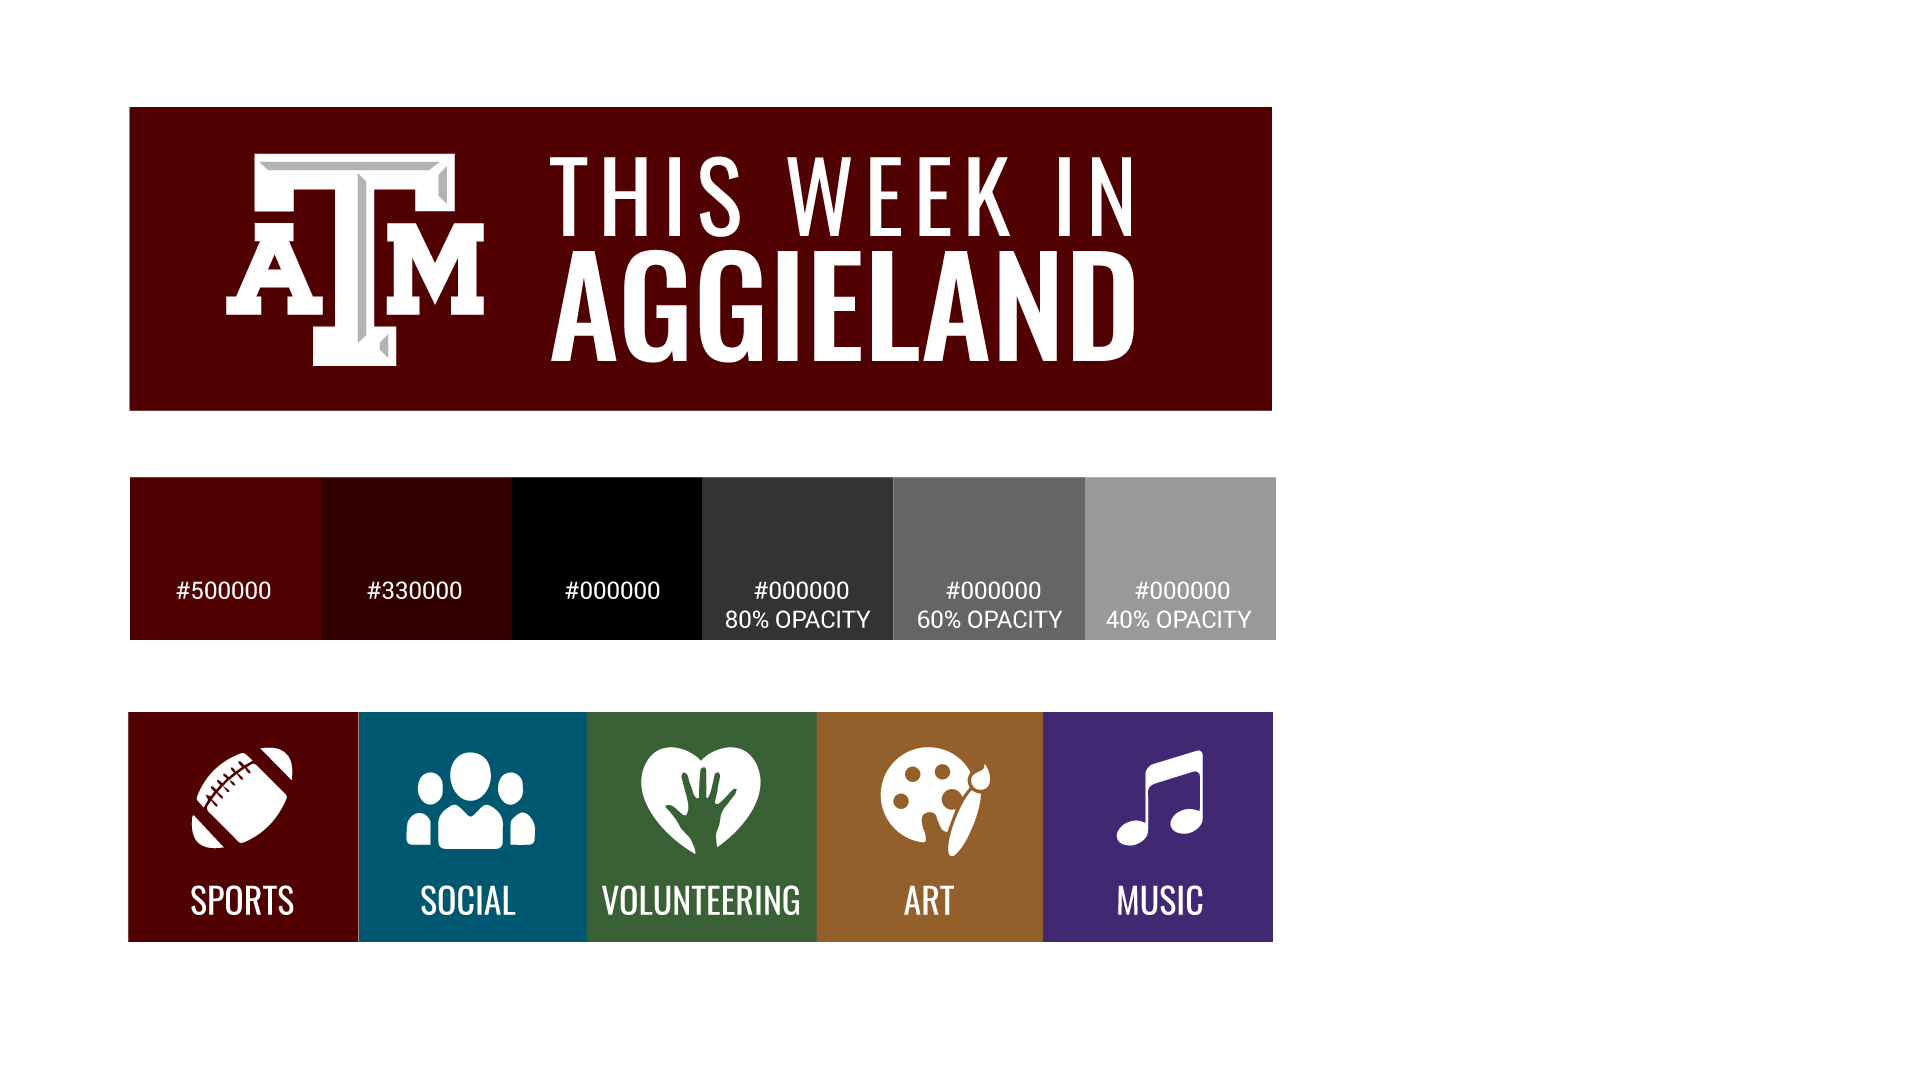 ATM
THIS WEEK IN
AGGIELAND
#500000
#330000
#000000
#000000
80% OPACITY
#000000
60% OPACITY
#000000
40% OPACITY
SPORTS
SOCIAL
VOLUNTEERING
ART
MUSIC